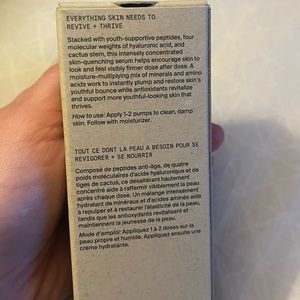 EVERYTHING SKIN NEEDS TO
REVIVE + THRIVE
Stacked with youth-supportive peptides, four
molecular weights of hyaluronic acid, and
cactus stem, this intensely concentrated
skin-quenching serum helps encourage skin to
look and feel visibly firmer dose after dose. A
moisture-multiplying mix of minerals and amino
acids work to instantly plump and restore skin's
youthful bounce while antioxidants revitalize
and support more youthful-looking skin that
thrives.
How to use: Apply 1-2 pumps to clean, damp
skin. Follow with moisturizer.
TOUT CE DONT LA PEAU A BESOIN POUR SE
REVIGORER + SE NOURRIR
Composé de peptides anti-âge, de quatre
poids moléculaires d'acide hyaluronique et de
tiges de cactus, ce désaltérant hautement
concentré aide à raffermir visiblement la peau
après chaque dose. Un mélange intensément
hydratant de minéraux et d'acides aminés aide
à repulper et à restaurer l'élasticité de la peau,
tandis que les antioxydants revitalisent et
maintiennent la jeunesse de la peau.
Mode d'emploi: Appliquez 1 à 2 doses sur la
peau propre et humide. Appliquez ensuite une
crème hydratante.